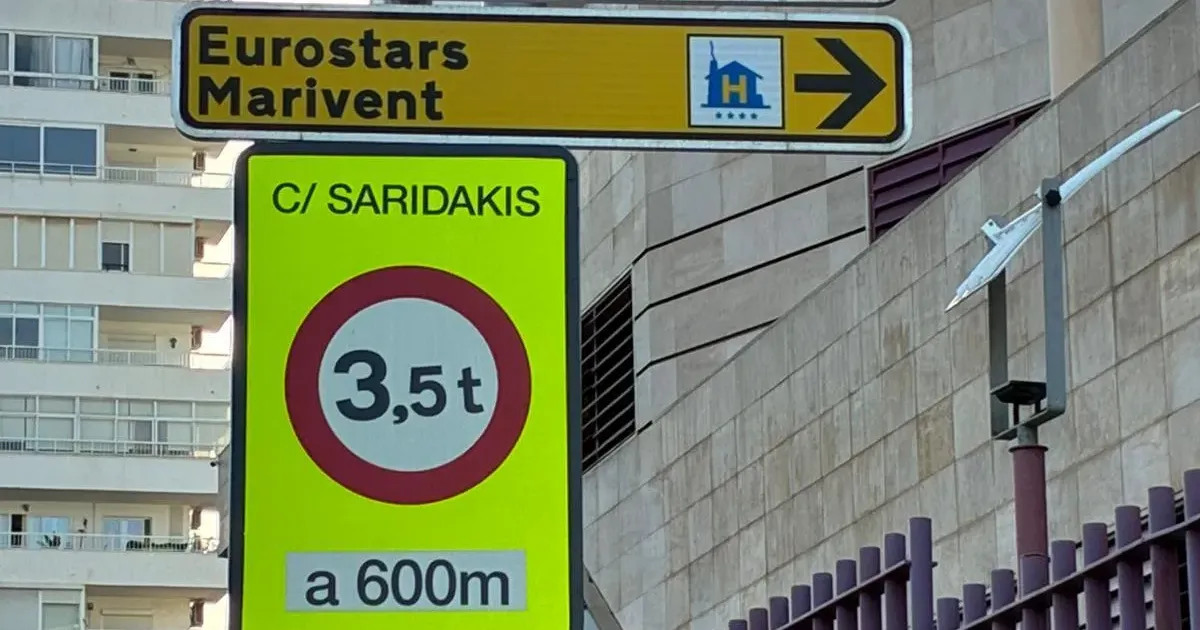 Eurostars
Marivent
H
C/ SARIDAKIS
3,5 t
a 600m